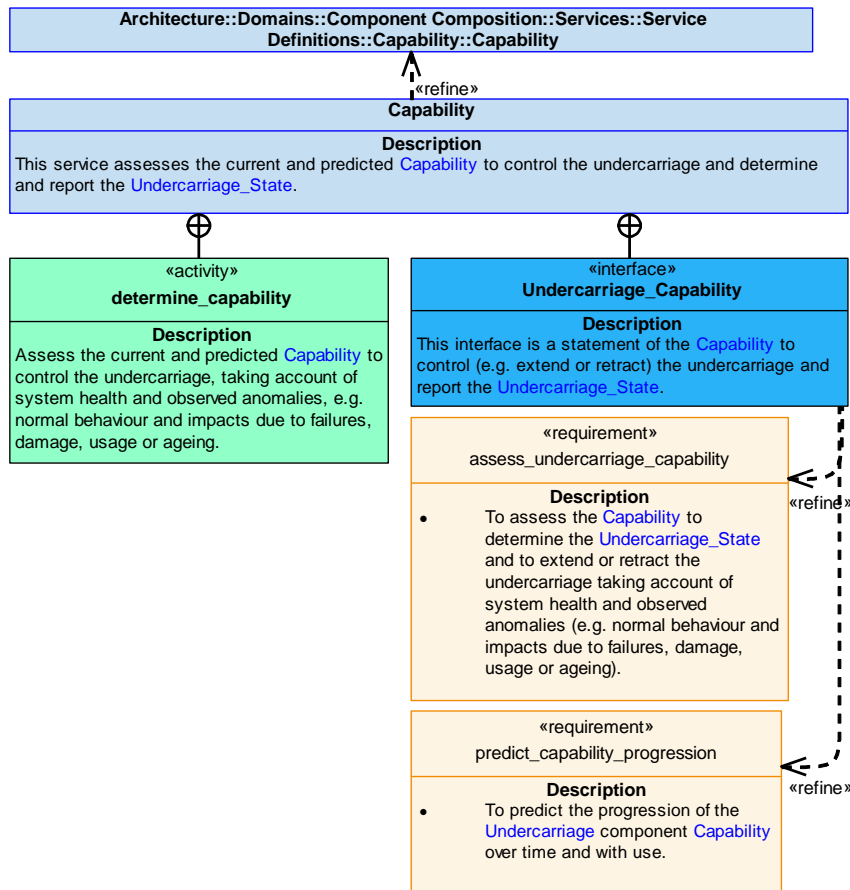 Architecture::Domains::Component Composition::Services::Service
Definitions::Capability::Capability
«refine»
Capability
Description
This service assesses the current and predicted Capability to control the undercarriage and determine
and report the Undercarriage_State.
«activity»
determine_capability
Description
Assess the current and predicted Capability to
control the undercarriage, taking account of
system health and observed anomalies, e.g.
normal behaviour and impacts due to failures,
damage, usage or ageing.
«interface»
Undercarriage_Capability
Description
This interface is a statement of the Capability to
control (e.g. extend or retract) the undercarriage and
report the Undercarriage_State.
«requirement»
assess_undercarriage_capability
«refine»
Description
• To assess the Capability to
determine the Undercarriage_State
and to extend or retract the
undercarriage taking account of
system health and observed
anomalies (e.g. normal behaviour and
impacts due to failures, damage,
usage or ageing).
«requirement»
predict_capability_progression
«refine»
Description
• To predict the progression of the
Undercarriage component Capability
over time and with use.